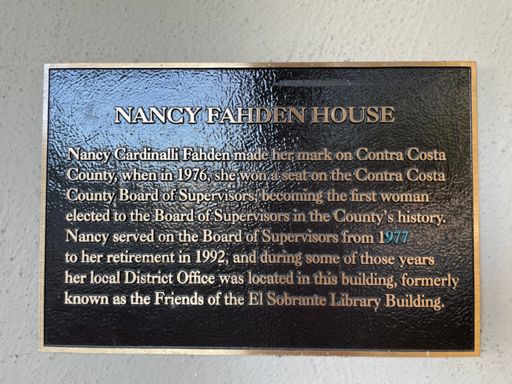 NANCY FAHDEN HOUSE
Nancy Cardinalli Fahden made her mark on Contra Costa
County, when in 1976, she won a seat on the Contra Costa
County Board of Supervisors, becoming the first woman
elected to the Board of Supervisors in the County's history.
Nancy served on the Board of Supervisors from 1977
to her retirement in 1992, and during some of those years
her local District Office was located in this building, formerly
known as the Friends of the El Sobrante Library Building.